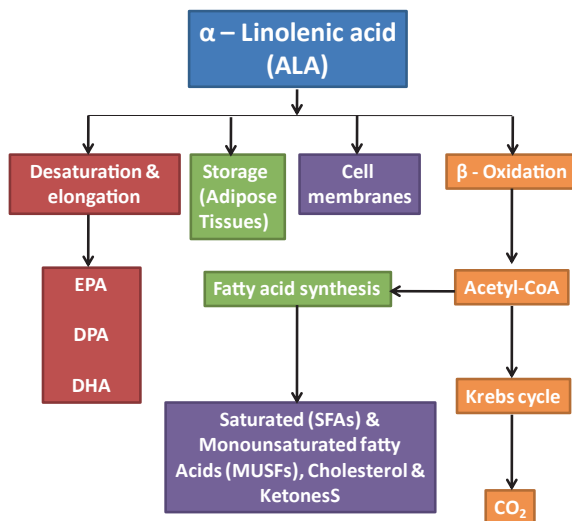 α – Linolenic acid
(ALA)
Desaturation &
elongation
Storage
(Adipose
Tissues)
Cell
membranes
β - Oxidation
EPA
DPA
DHA
Fatty acid synthesis
Acetyl-CoA
Saturated (SFAs) &
Monounsaturated fatty
Acids (MUSFs), Cholesterol &
KetonesS
Krebs cycle
CO₂